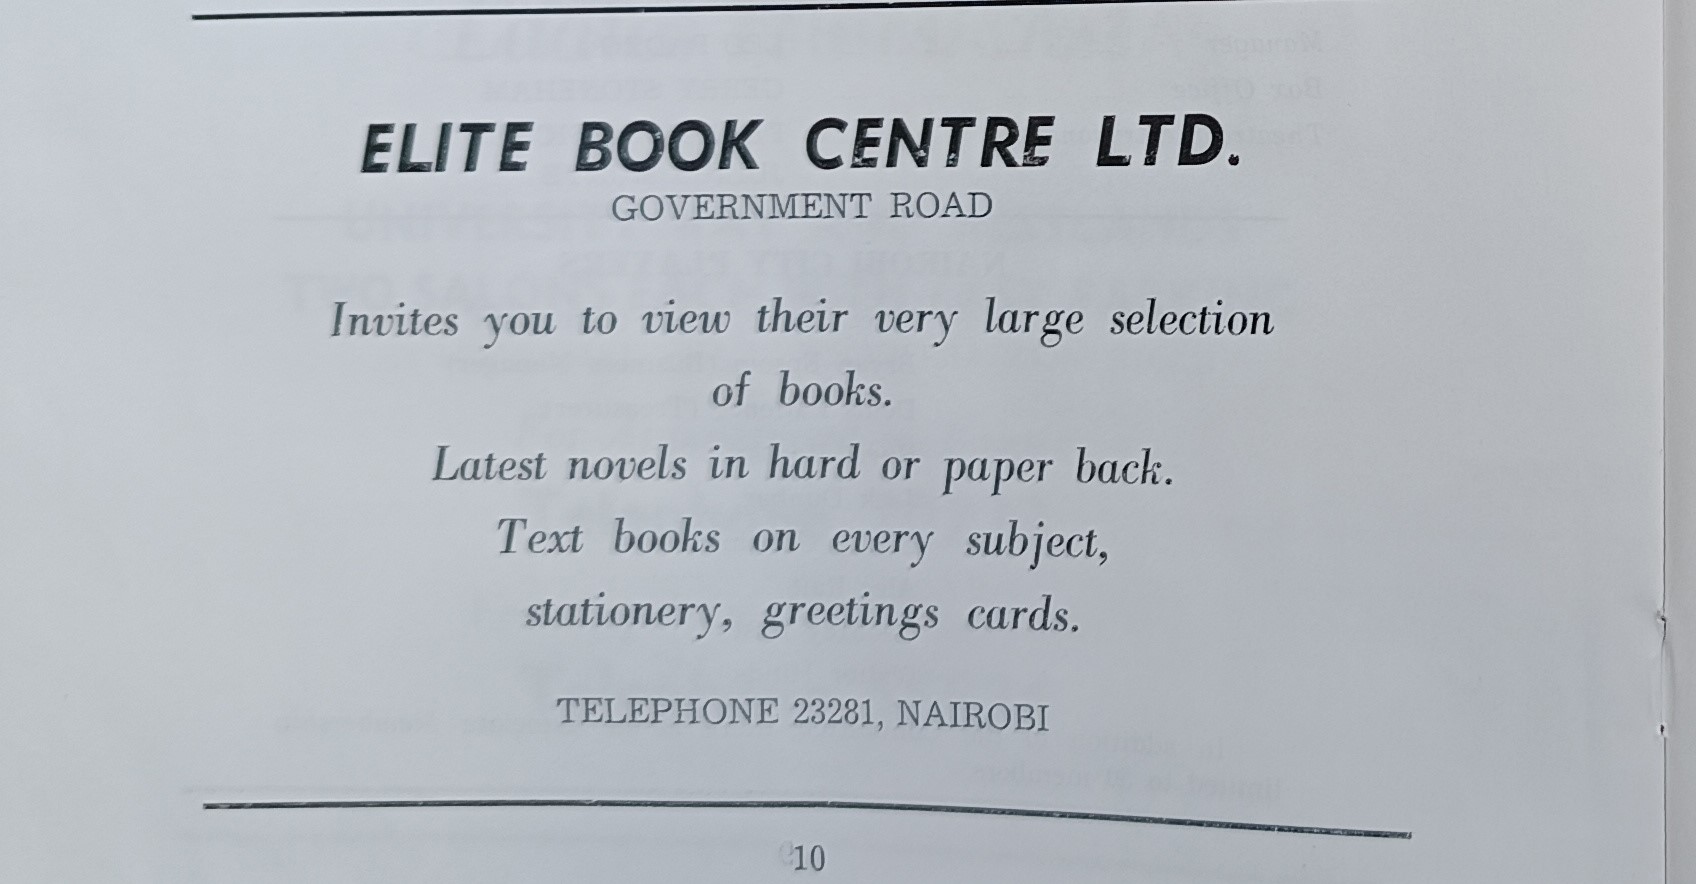 ELITE BOOK CENTRE LTD.
GOVERNMENT ROAD
Invites you to view their very large selection
of books.
Latest novels in hard or paper back.
Text books on every subject,
stationery, greetings cards.
TELEPHONE 23281, NAIROBI
10